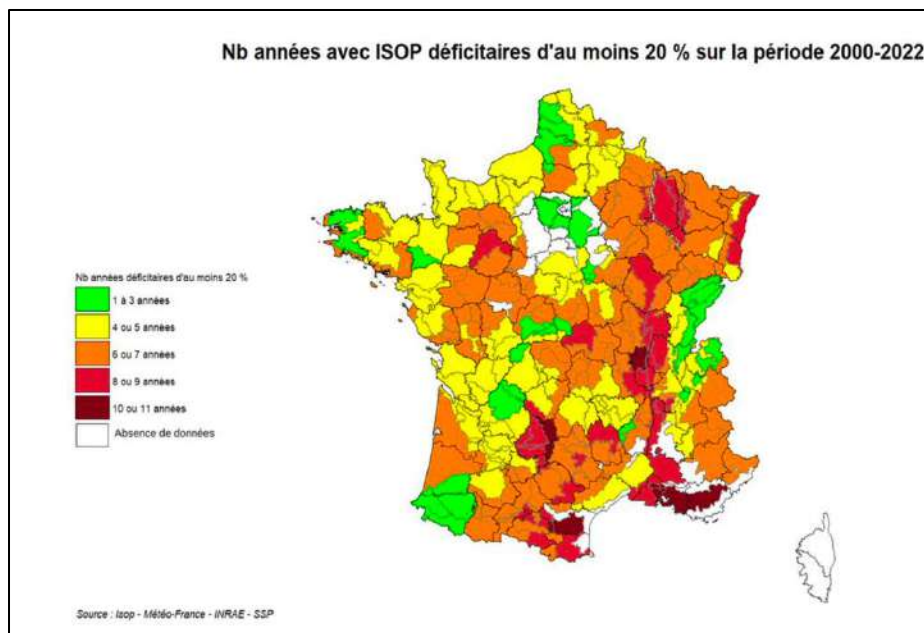 Nb années avec ISOP déficitaires d'au moins 20 % sur la période 2000-2022
Nb années déficitaires d'au moins 20 %
1 à 3 années
4 ou 5 années
6 ou 7 années
8 ou 9 années
10 ou 11 années
Absence de données
Source : Isop - Météo-France - INRAE - SSP